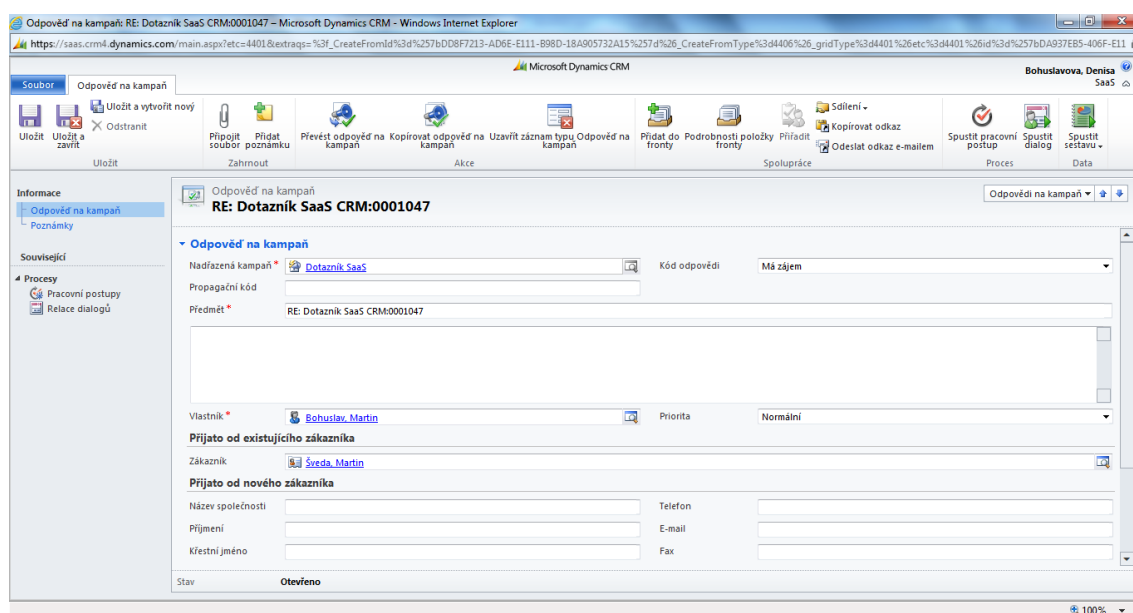 Odpověď na kampaň: RE: Dotazník SaaS CRM:0001047 – Microsoft Dynamics CRM - Windows Internet Explorer
https://saas.crm4.dynamics.com/main.aspx?etc=4401&extraqs=%3f_CreateFromId%3d%257bDD8F7213-AD6E-E111-B98D-18A905732A15%257d%26_CreateFromType%3d4406%26_gridType%3d4401%26etc%3d4401%26id%3d%257bDA937EB5-406F-E11
Microsoft Dynamics CRM
Bohuslavova, Denisa
SaaS
Soubor Odpověď na kampaň
Uložit
Uložit a zavřít
Uložit a vytvořit nový
Odstranit
Připojit soubor
Přidat poznámku
Převést odpověď na kampaň
Kopírovat odpověď na kampaň
Uzavřít záznam typu Odpověď na kampaň
Přidat do fronty
Podrobnosti položky fronty
Přiřadit
Sdílení
Kopírovat odkaz
Odeslat odkaz e-mailem
Spustit pracovní postup
Spustit dialog
Spustit sestavu
Uložit Zahrnout Akce Spolupráce Proces Data
Informace
Odpověď na kampaň
Poznámky
Související
Procesy
Pracovní postupy
Relace dialogů
Odpověď na kampaň
RE: Dotazník SaaS CRM:0001047
Odpovědi na kampaň
Odpověď na kampaň
Nadřazená kampaň * Dotazník SaaS Kód odpovědi Má zájem
Propagační kód
Předmět * RE: Dotazník SaaS CRM:0001047
Vlastník * Bohuslav, Martin Priorita Normální
Přijato od existujícího zákazníka
Zákazník Šveda, Martin
Přijato od nového zákazníka
Název společnosti Telefon
Příjmení E-mail
Křestní jméno Fax
Stav Otevřeno
100%